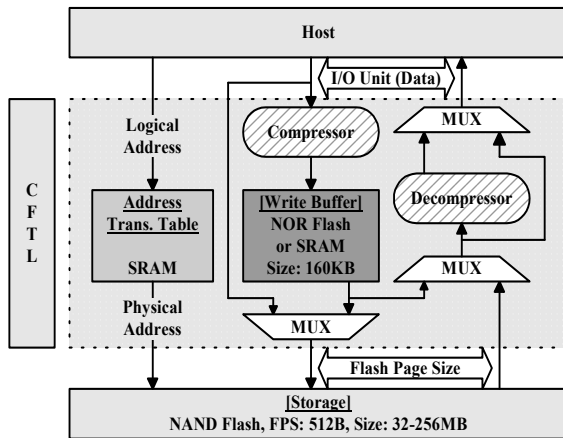 Host
I/O Unit (Data)
C
F
T
L
Logical
Address
Compressor
MUX
Address
Trans. Table
SRAM
[Write Buffer]
NOR Flash
or SRAM
Size: 160KB
Decompressor
MUX
Physical
Address
MUX
Flash Page Size
[Storage]
NAND Flash, FPS: 512B, Size: 32-256MB